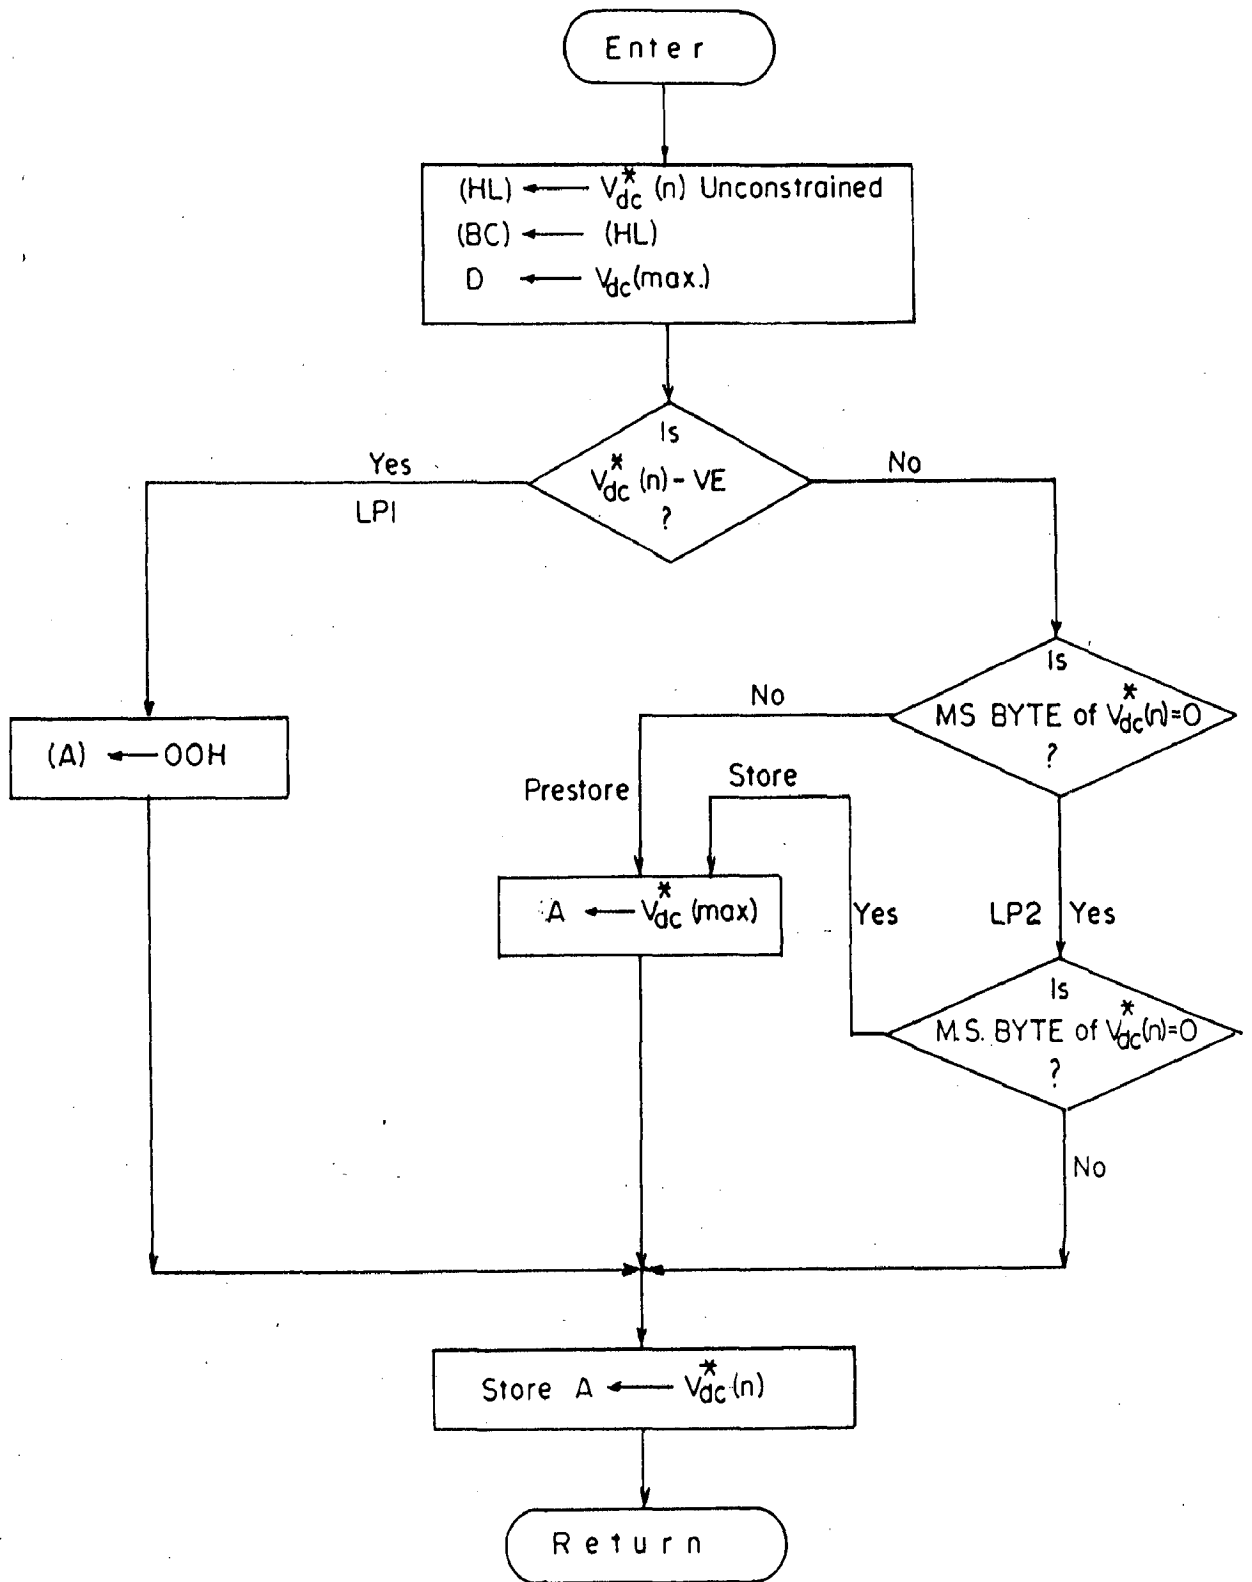 Enter
(HL) ← V*dc (n) Unconstrained
(BC) ← (HL)
D ← Vdc(max.)
Is
V*dc (n) - VE
?
Yes
LP1
No
Is
MS BYTE of V*dc(n)=0
?
No
(A) ← OOH
Prestore
Store
A ← V*dc (max)
Yes
LP2 Yes
Is
M.S. BYTE of V*dc(n)=0
?
No
Store A ← V*dc(n)
Return